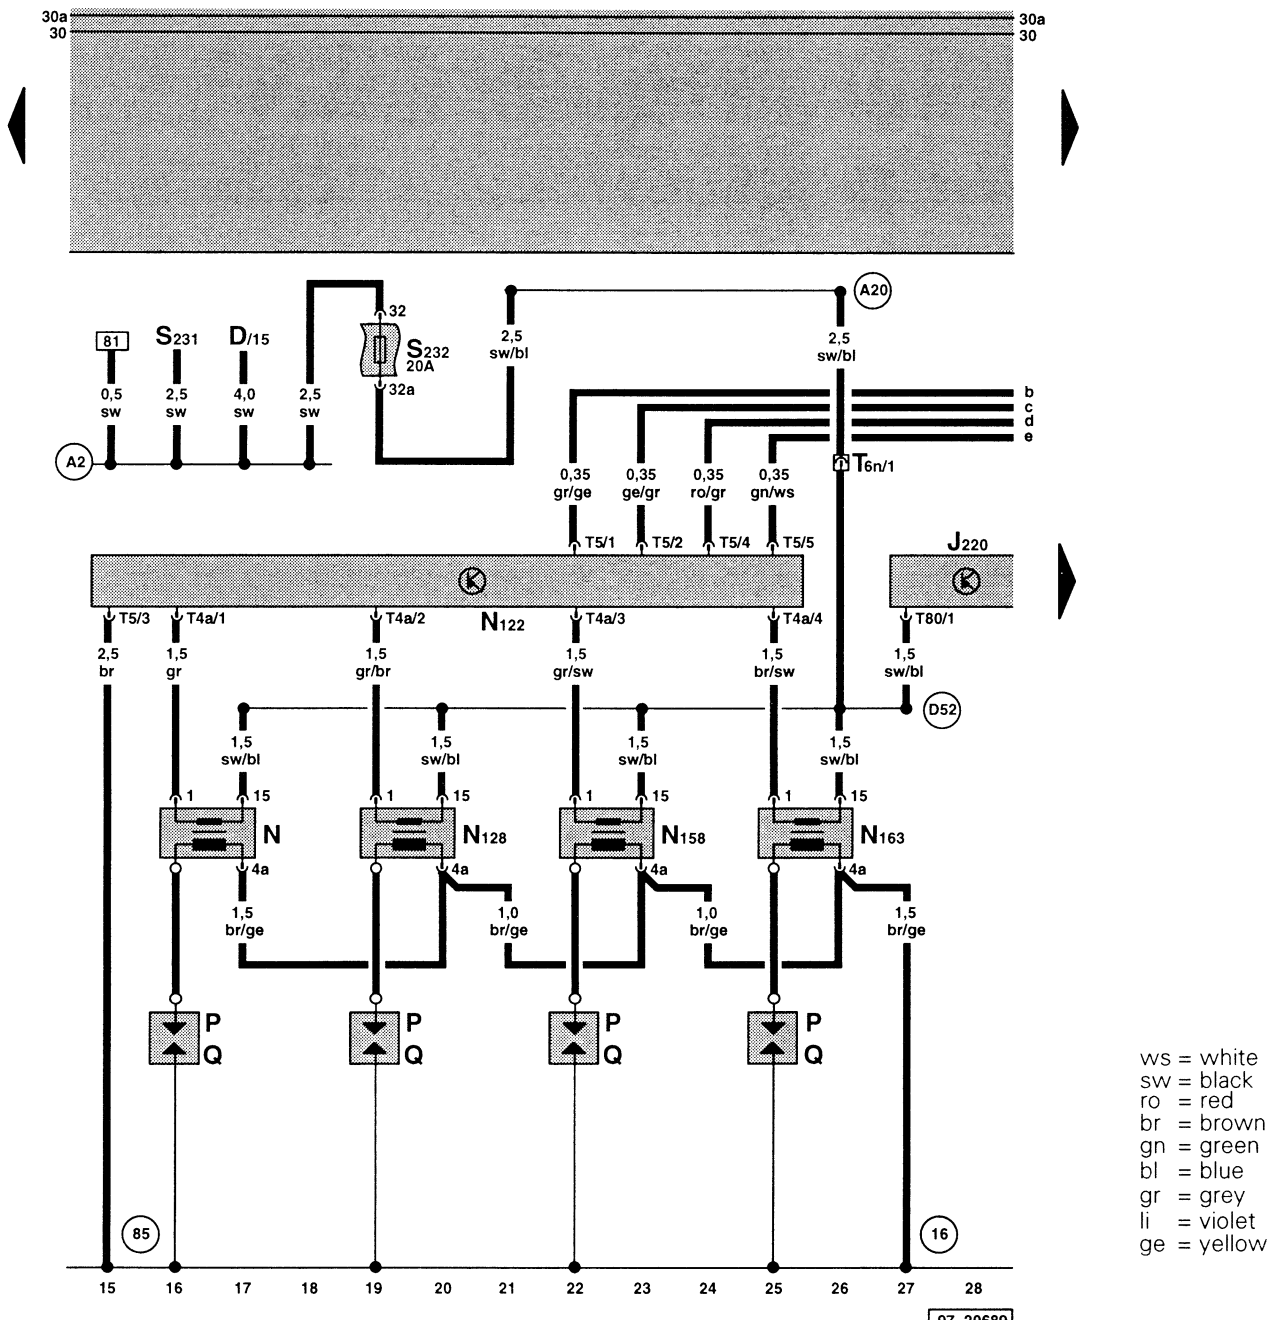 30a 30a
30 30
A20
32
81 S231 D/15
S232
20A
2,5
sw/bl
2,5
sw/bl
32a
0,5
sw
2,5
sw
4,0
sw
2,5
sw
b
c
d
e
A2
T6n/1
0,35
gr/ge
0,35
ge/gr
0,35
ro/gr
0,35
gn/ws
T5/1 T5/2 T5/4 T5/5
J220
T5/3 T4a/1 T4a/2 N122 T4a/3 T4a/4 T80/1
2,5
br
1,5
gr
1,5
gr/br
1,5
gr/sw
1,5
br/sw
1,5
sw/bl
D52
1,5
sw/bl
1,5
sw/bl
1,5
sw/bl
1,5
sw/bl
1 15 1 15 1 15 1 15
N N128 N158 N163
4a 4a 4a 4a
1,5
br/ge
1,0
br/ge
1,0
br/ge
1,5
br/ge
P P P P
Q Q Q Q
ws = white
sw = black
ro = red
br = brown
gn = green
bl = blue
gr = grey
li = violet
ge = yellow
85 16
15 16 17 18 19 20 21 22 23 24 25 26 27 28
97-20689